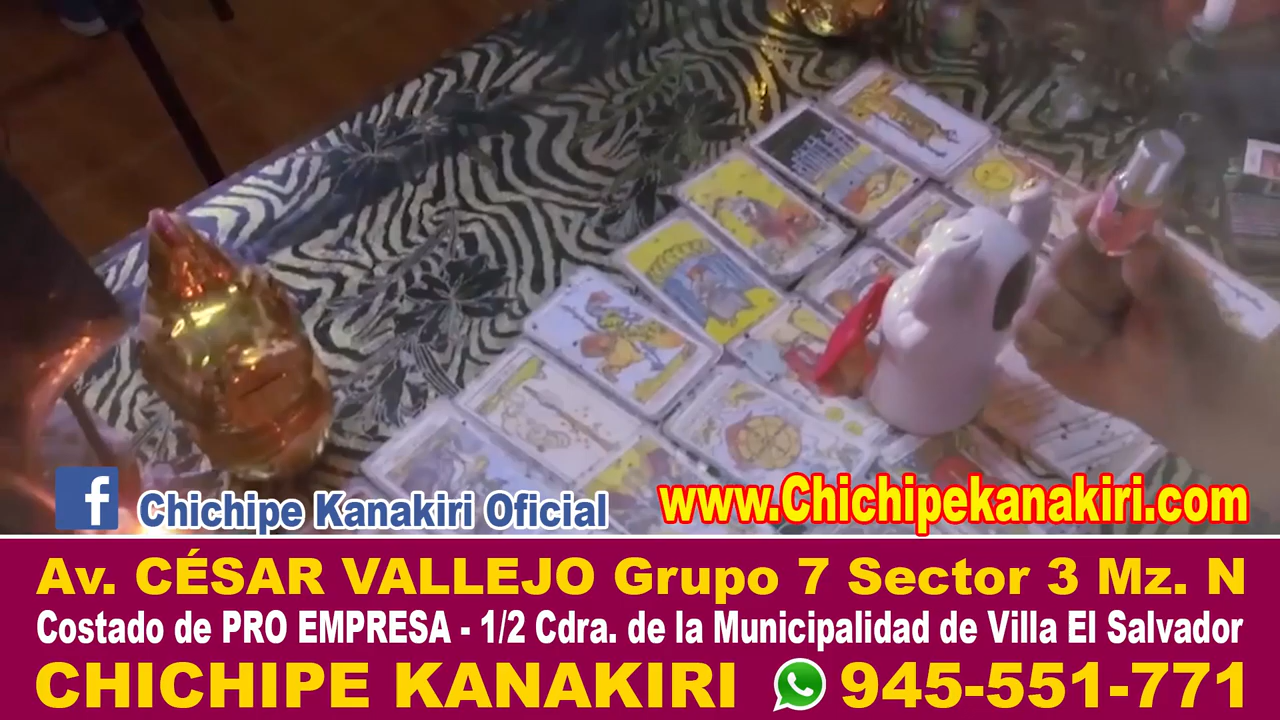 f Chichipe Kanakiri Oficial
www.Chichipekanakiri.com
Av. CÉSAR VALLEJO Grupo 7 Sector 3 Mz. N
Costado de PRO EMPRESA - 1/2 Cdra. de la Municipalidad de Villa El Salvador
CHICHIPE KANAKIRI 945-551-771